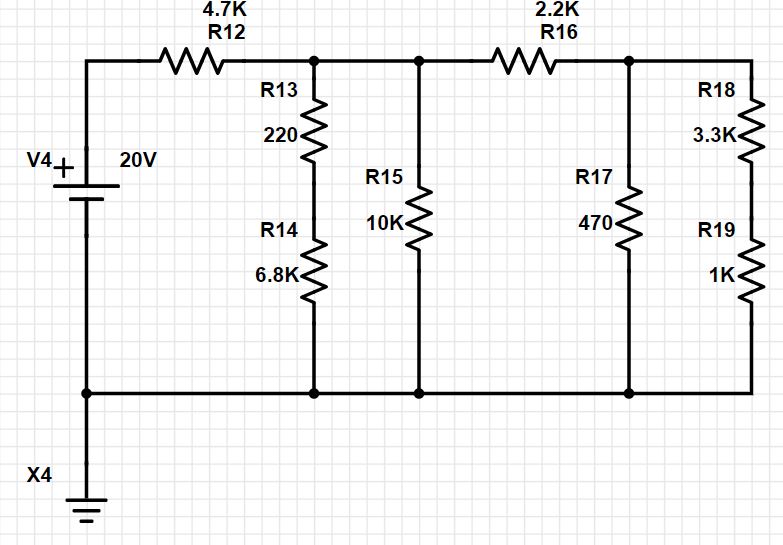 4.7K
R12
2.2K
R16
R13
220
R18
3.3K
V4
+
20V
R15
10K
R17
470
R14
6.8K
R19
1K
X4